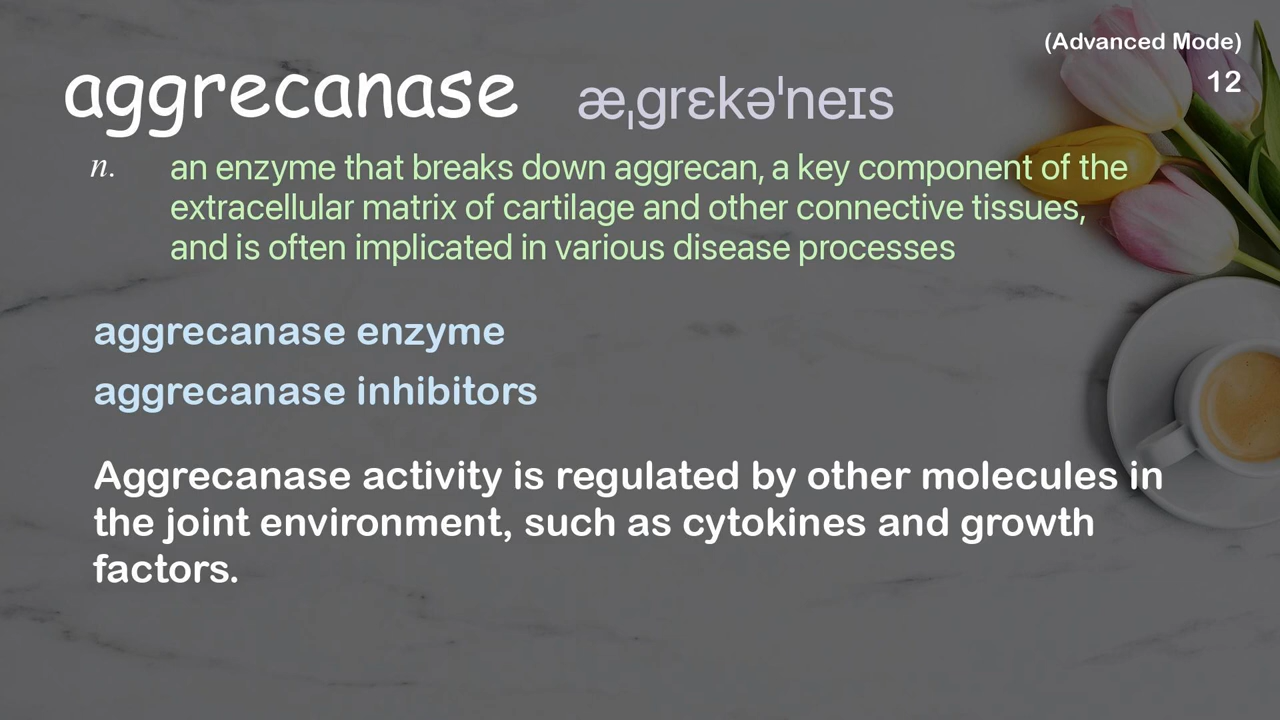 (Advanced Mode)
12
aggrecanase æˌgrɛkəˈneɪs
n. an enzyme that breaks down aggrecan, a key component of the
extracellular matrix of cartilage and other connective tissues,
and is often implicated in various disease processes
aggrecanase enzyme
aggrecanase inhibitors
Aggrecanase activity is regulated by other molecules in
the joint environment, such as cytokines and growth
factors.